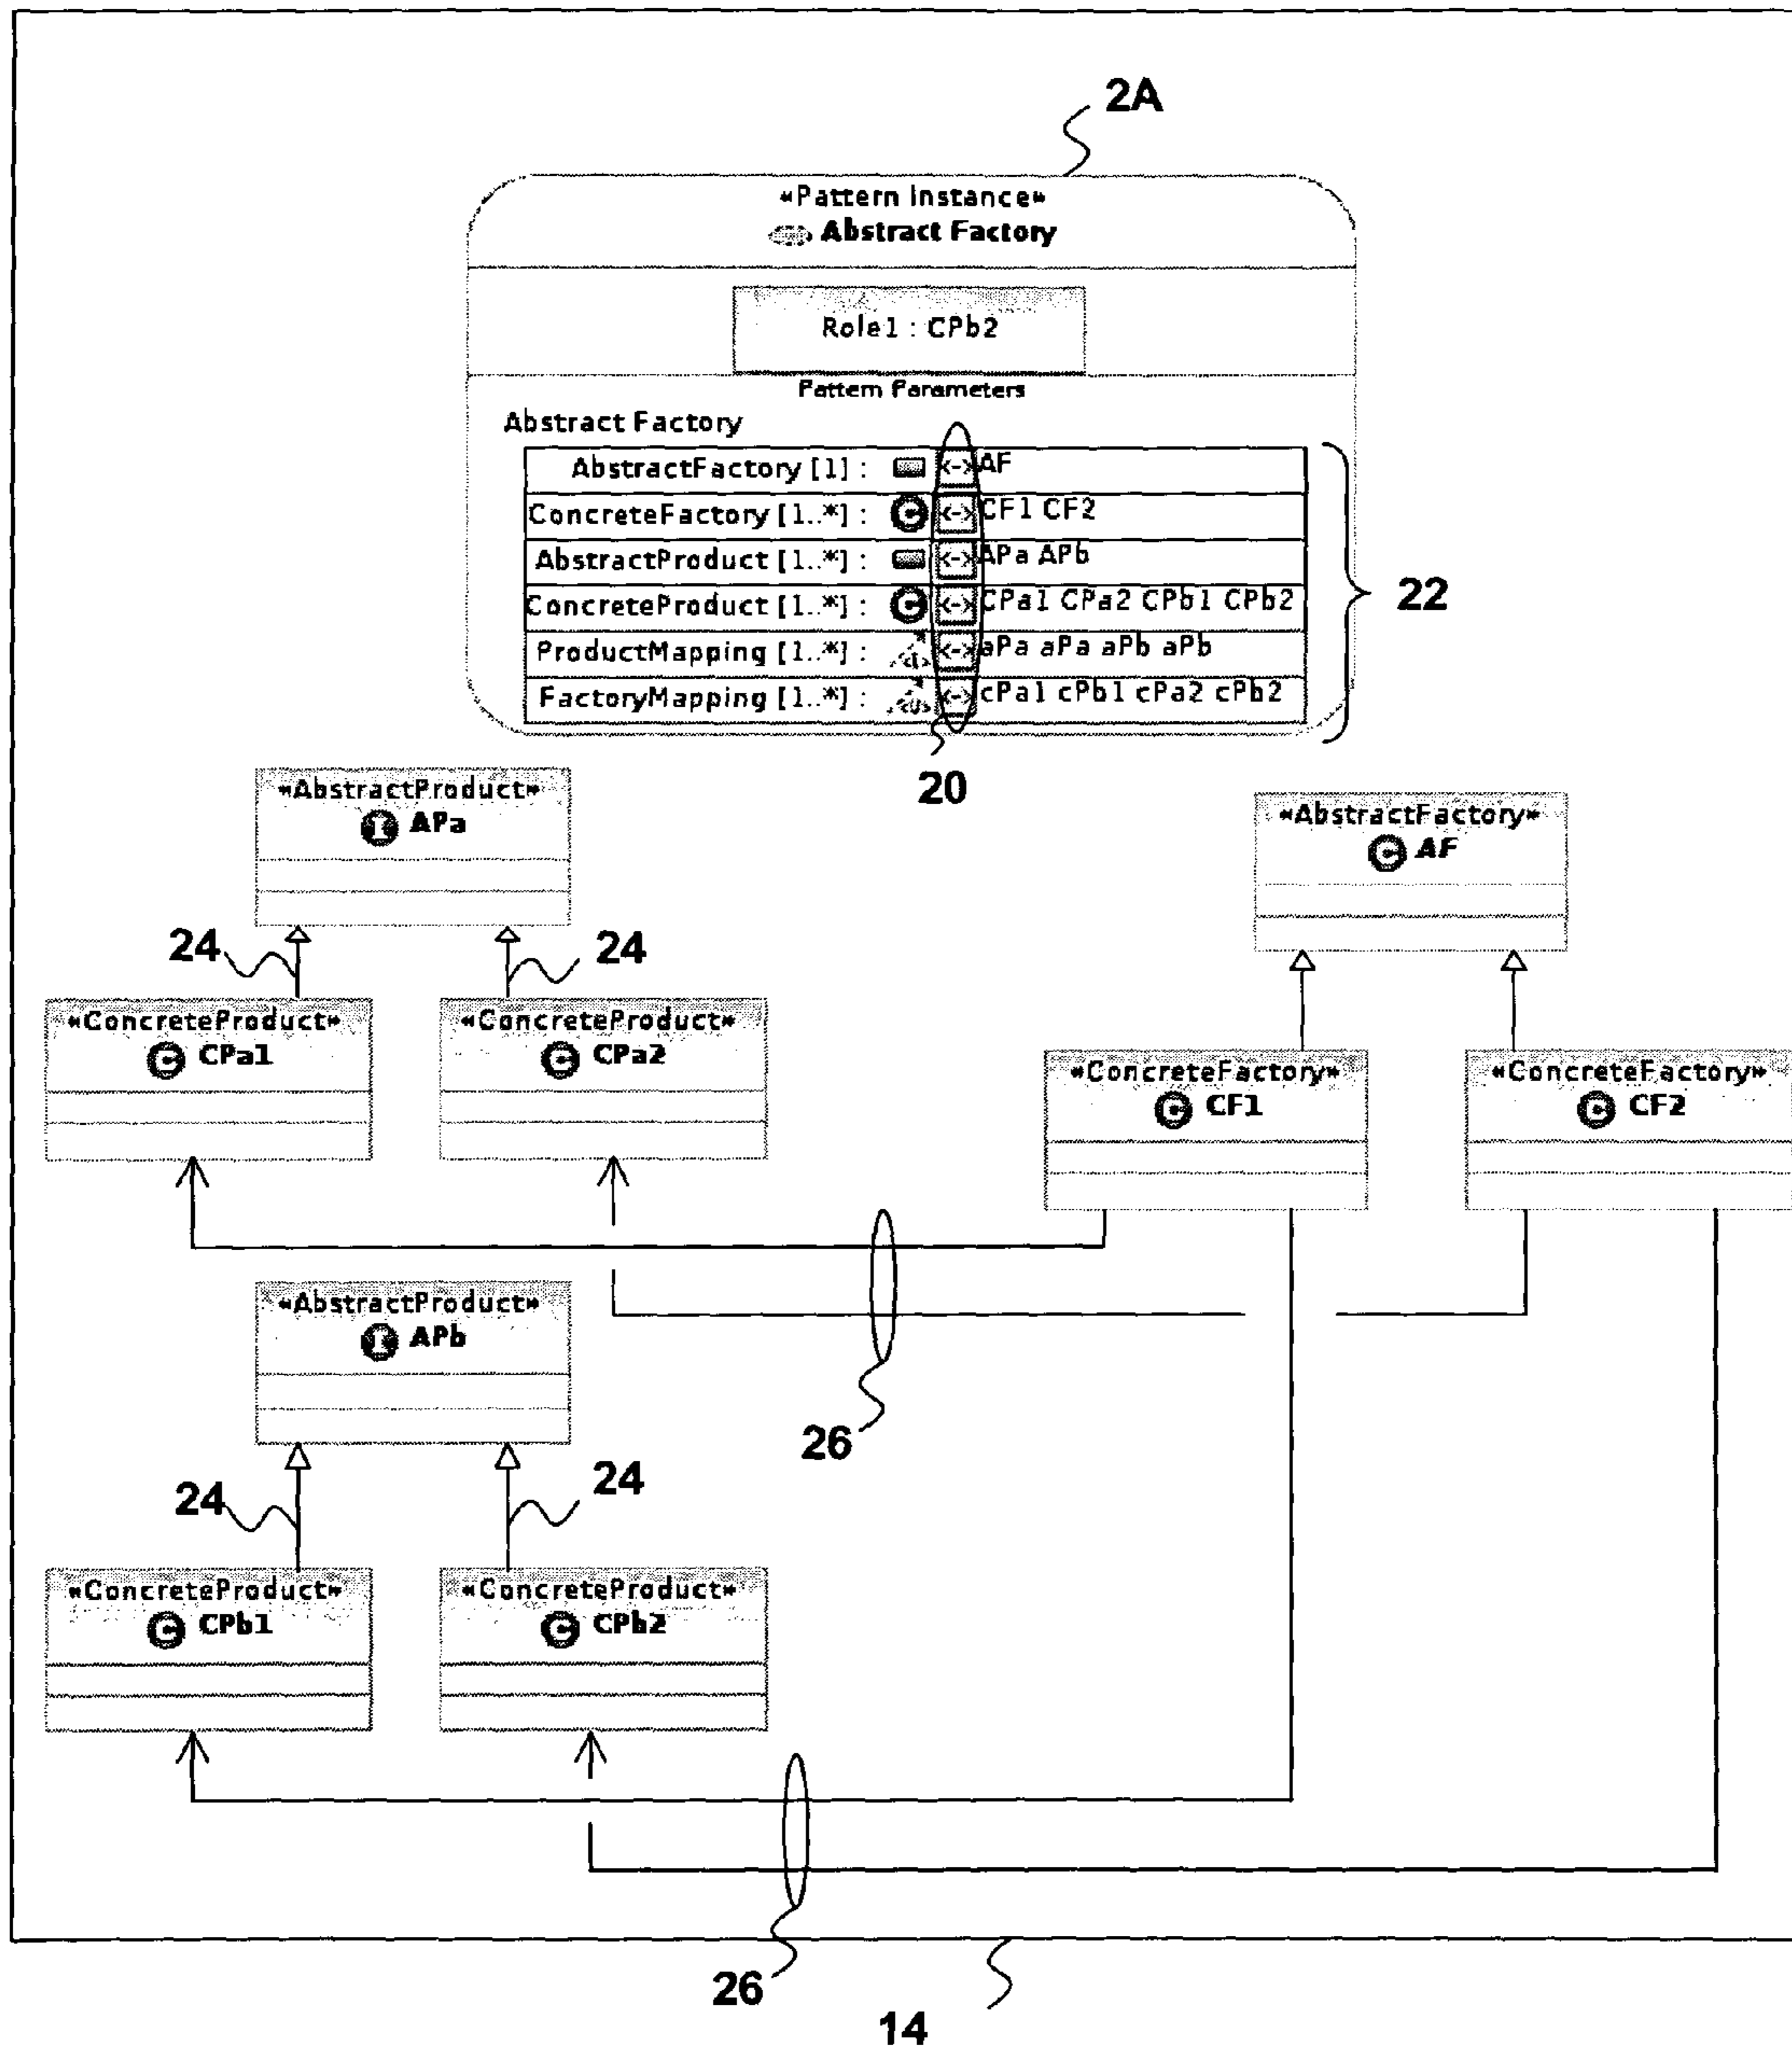 2A
«Pattern Instance»
Abstract Factory
Role1 : CPb2
Pattern Parameters
Abstract Factory
AbstractFactory [1] : <-> AF
ConcreteFactory [1..*] : C <-> CF1 CF2
AbstractProduct [1..*] : <-> APa APb
ConcreteProduct [1..*] : C <-> CPa1 CPa2 CPb1 CPb2
ProductMapping [1..*] : <-> aPa aPa aPb aPb
FactoryMapping [1..*] : <-> cPa1 cPb1 cPa2 cPb2
22
20
«AbstractProduct»
I APa
«AbstractFactory»
C AF
24
24
«ConcreteProduct»
C CPa1
«ConcreteProduct»
C CPa2
«ConcreteFactory»
C CF1
«ConcreteFactory»
C CF2
«AbstractProduct»
I APb
26
24
24
«ConcreteProduct»
C CPb1
«ConcreteProduct»
C CPb2
26
14